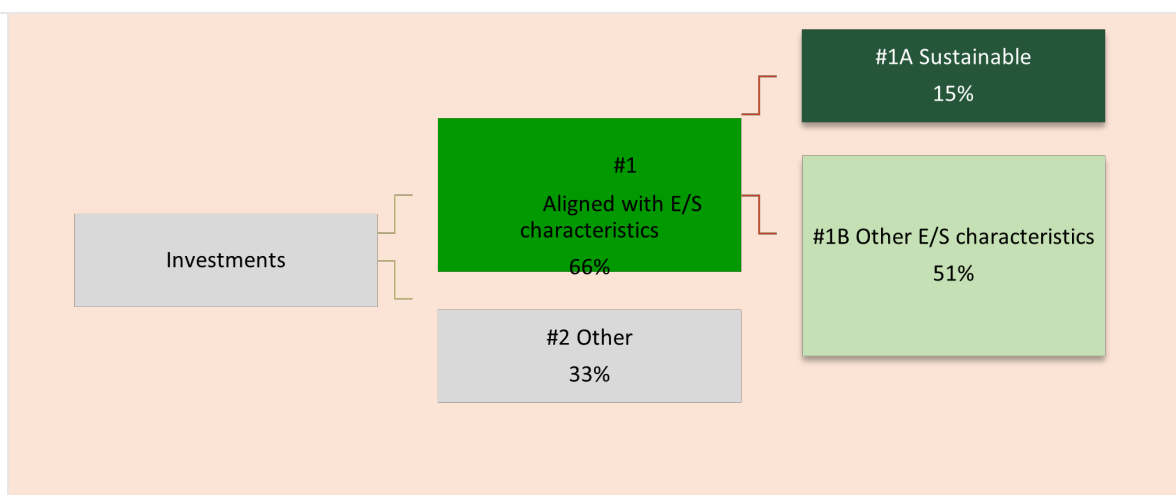 #1A Sustainable
15%
#1
Aligned with E/S
characteristics
66%
Investments
#1B Other E/S characteristics
51%
#2 Other
33%